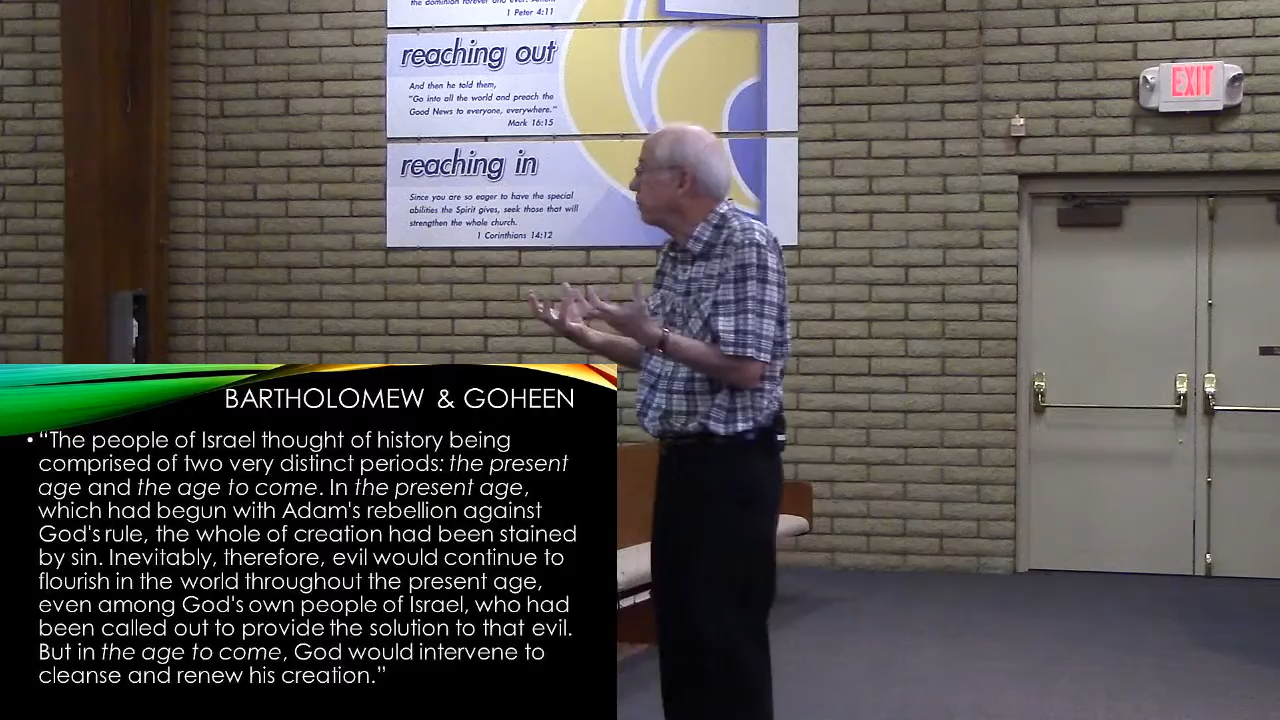 the dominion forever and ever. Amen.
1 Peter 4:11
reaching out
And then he told them,
"Go into all the world and preach the
Good News to everyone, everywhere."
Mark 16:15
reaching in
Since you are so eager to have the special
abilities the Spirit gives, seek those that will
strengthen the whole church.
1 Corinthians 14:12
EXIT
BARTHOLOMEW & GOHEEN
• “The people of Israel thought of history being
comprised of two very distinct periods: the present
age and the age to come. In the present age,
which had begun with Adam's rebellion against
God's rule, the whole of creation had been stained
by sin. Inevitably, therefore, evil would continue to
flourish in the world throughout the present age,
even among God's own people of Israel, who had
been called out to provide the solution to that evil.
But in the age to come, God would intervene to
cleanse and renew his creation.”